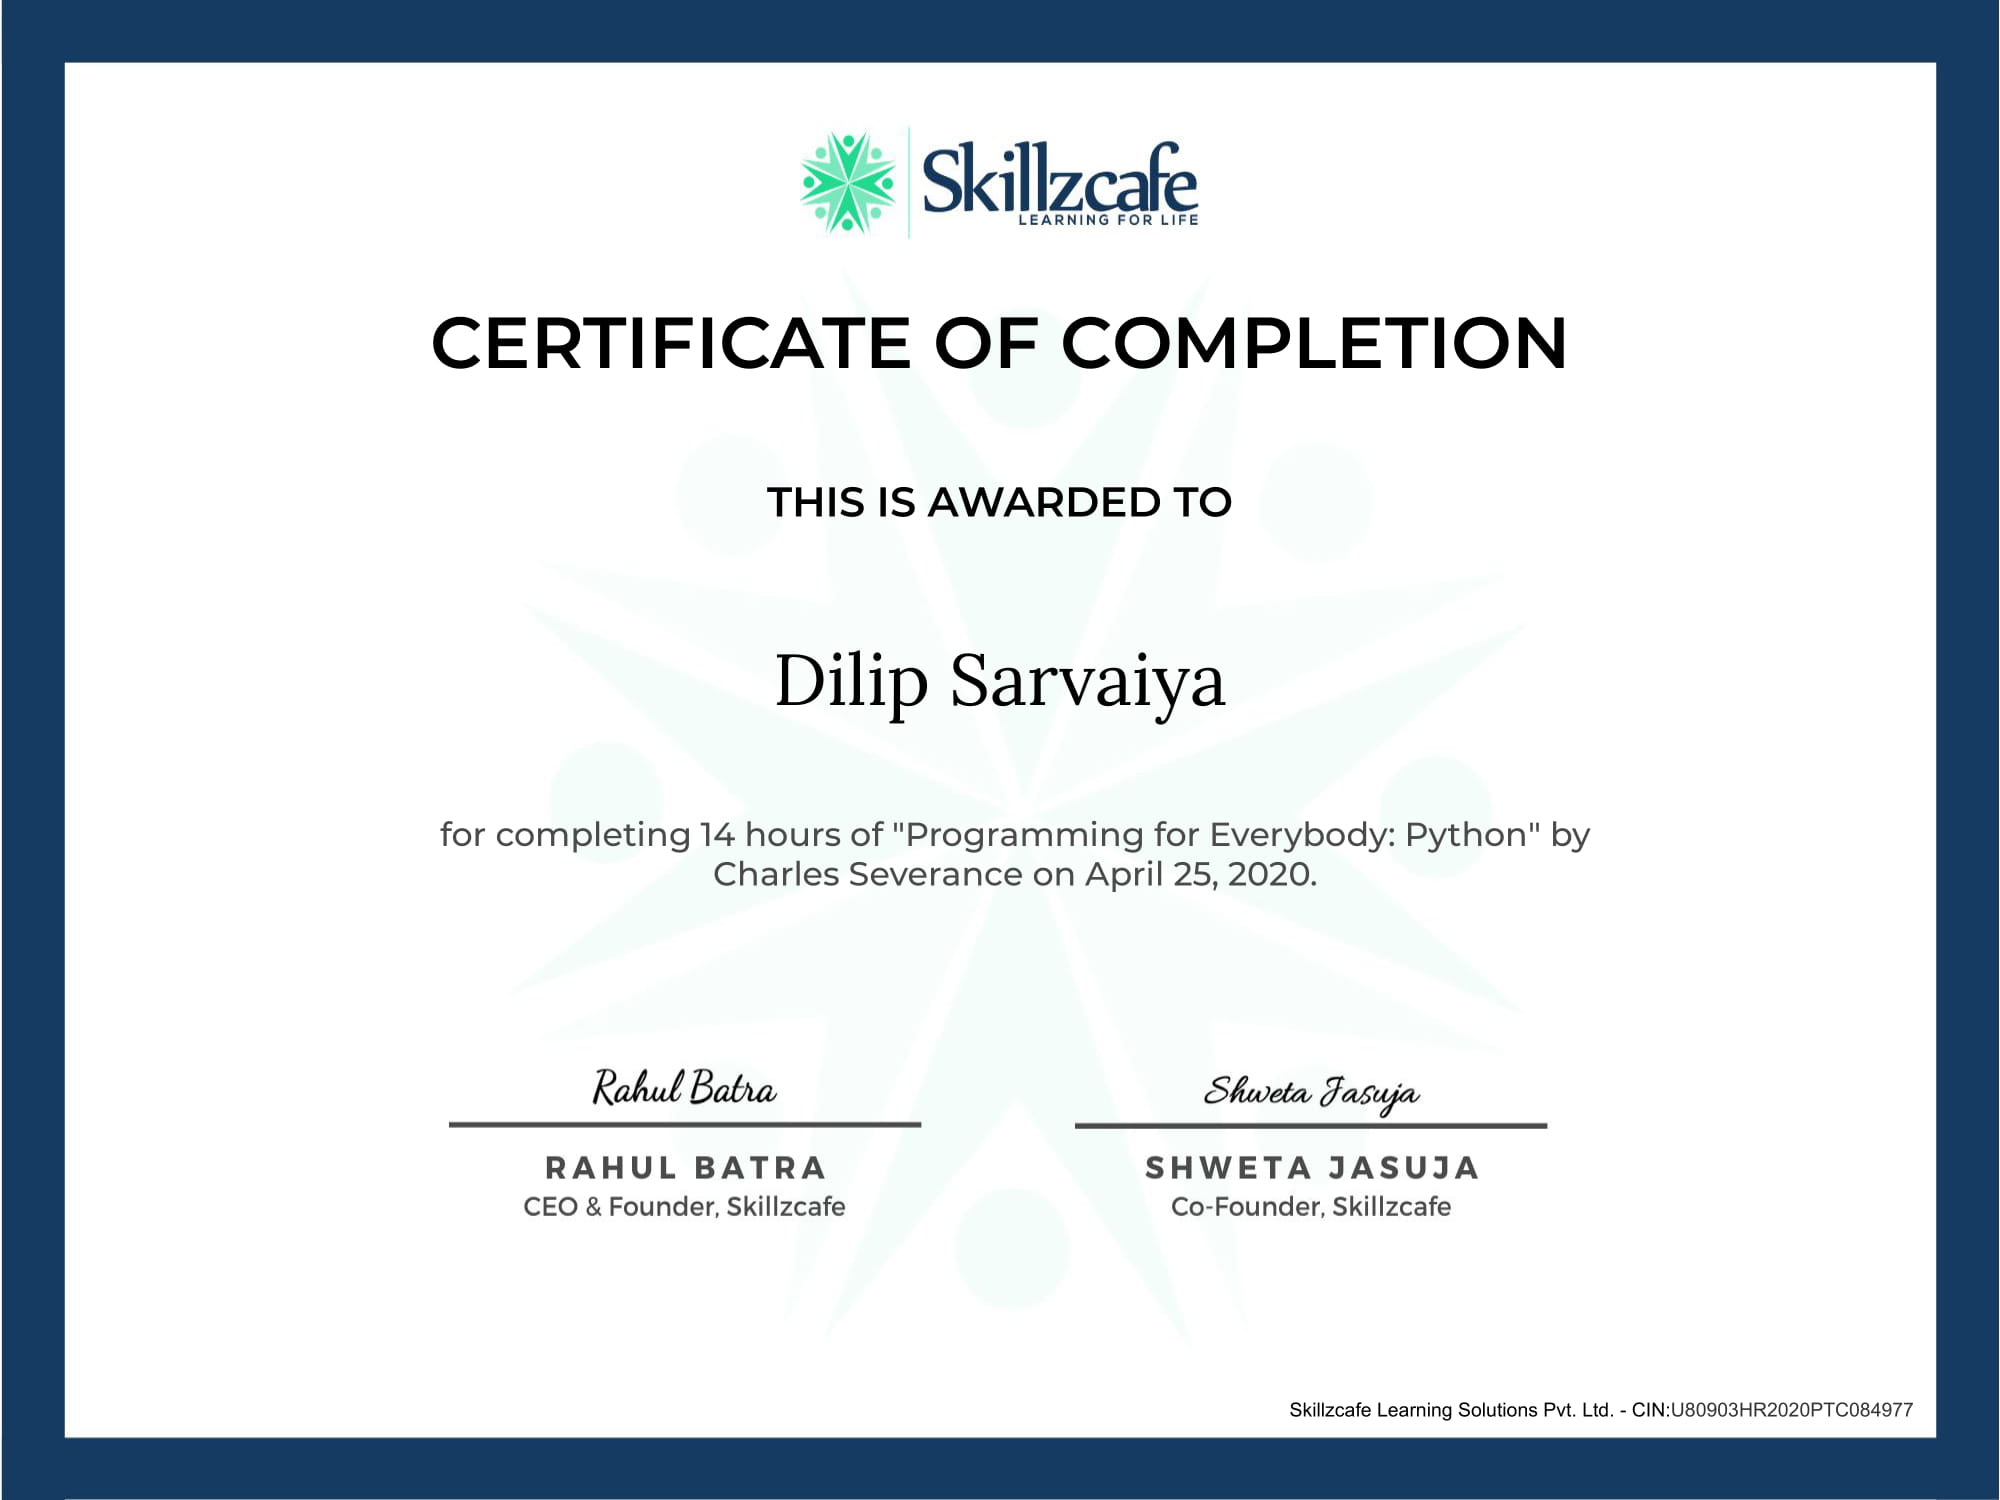 Skillzcafe
LEARNING FOR LIFE
CERTIFICATE OF COMPLETION
THIS IS AWARDED TO
Dilip Sarvaiya
for completing 14 hours of "Programming for Everybody: Python" by
Charles Severance on April 25, 2020.
Rahul Batra
RAHUL BATRA
CEO & Founder, Skillzcafe
Shweta Jasuja
SHWETA JASUJA
Co-Founder, Skillzcafe
Skillzcafe Learning Solutions Pvt. Ltd. - CIN:U80903HR2020PTC084977